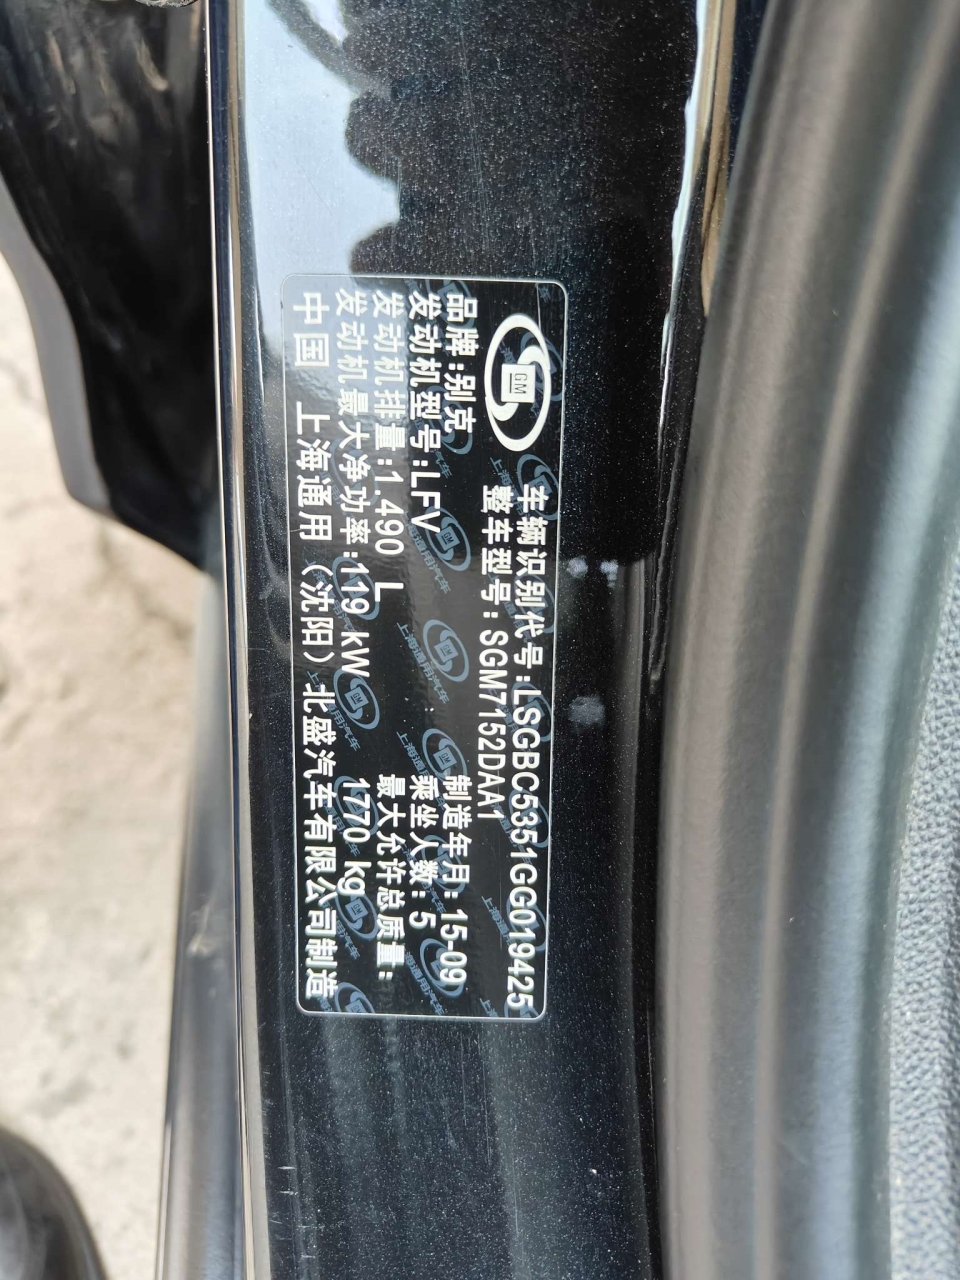 GM
车辆识别代号:LSGBC5351GG019425
整车型号: SGM7152DAA1
品牌:别克
制造年月: 15-09
发动机型号:LFV
乘坐人数: 5
发动机排量:1.490 L
最大允许总质量:
发动机最大净功率:119 kW
1770 kg
中国 上海通用(沈阳)北盛汽车有限公司制造